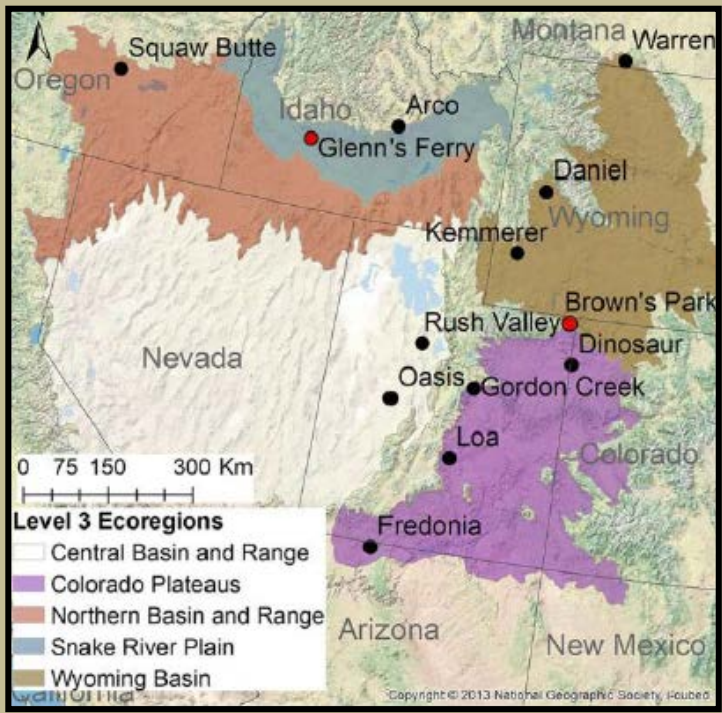 Montana
Squaw Butte
Warren
Oregon
Idaho
Arco
Glenn's Ferry
Daniel
Wyoming
Kemmerer
Brown's Park
Rush Valley
Dinosaur
Nevada
Oasis
Gordon Creek
Loa
Colorado
0 75 150 300 Km
Level 3 Ecoregions
Fredonia
Central Basin and Range
Colorado Plateaus
Northern Basin and Range
Arizona
Snake River Plain
New Mexico
Wyoming Basin
California
Copyright © 2013 National Geographic Society, i-cubed